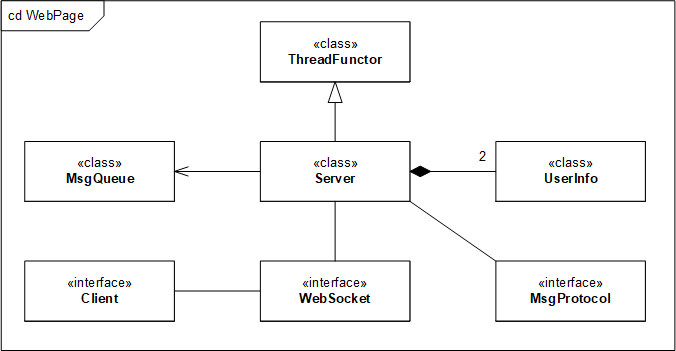 cd WebPage
«class»
ThreadFunctor
«class»
MsgQueue
«class»
Server
2
«class»
UserInfo
«interface»
Client
«interface»
WebSocket
«interface»
MsgProtocol